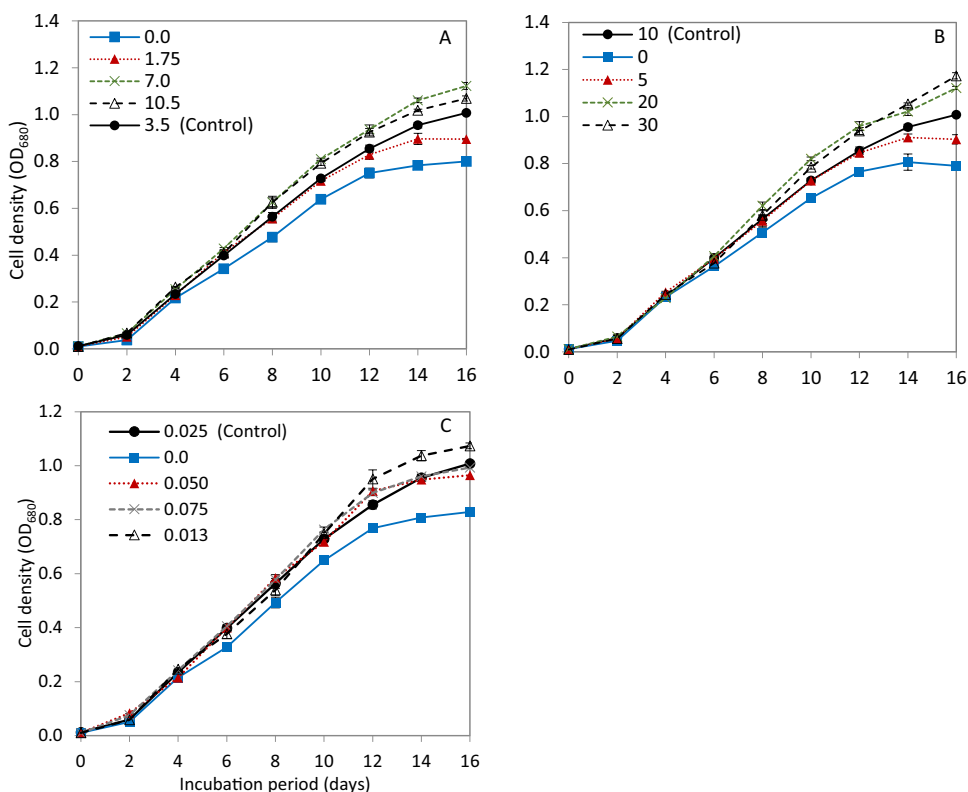 A
1.4
1.2
1.0
0.8
0.6
0.4
0.2
0.0
Cell density (OD680)
0.0
1.75
7.0
10.5
3.5 (Control)
0 2 4 6 8 10 12 14 16
B
1.4
1.2
1.0
0.8
0.6
0.4
0.2
0.0
10 (Control)
0
5
20
30
0 2 4 6 8 10 12 14 16
C
1.2
1.0
0.8
0.6
0.4
0.2
0.0
Cell density (OD680)
0.025 (Control)
0.0
0.050
0.075
0.013
0 2 4 6 8 10 12 14 16
Incubation period (days)